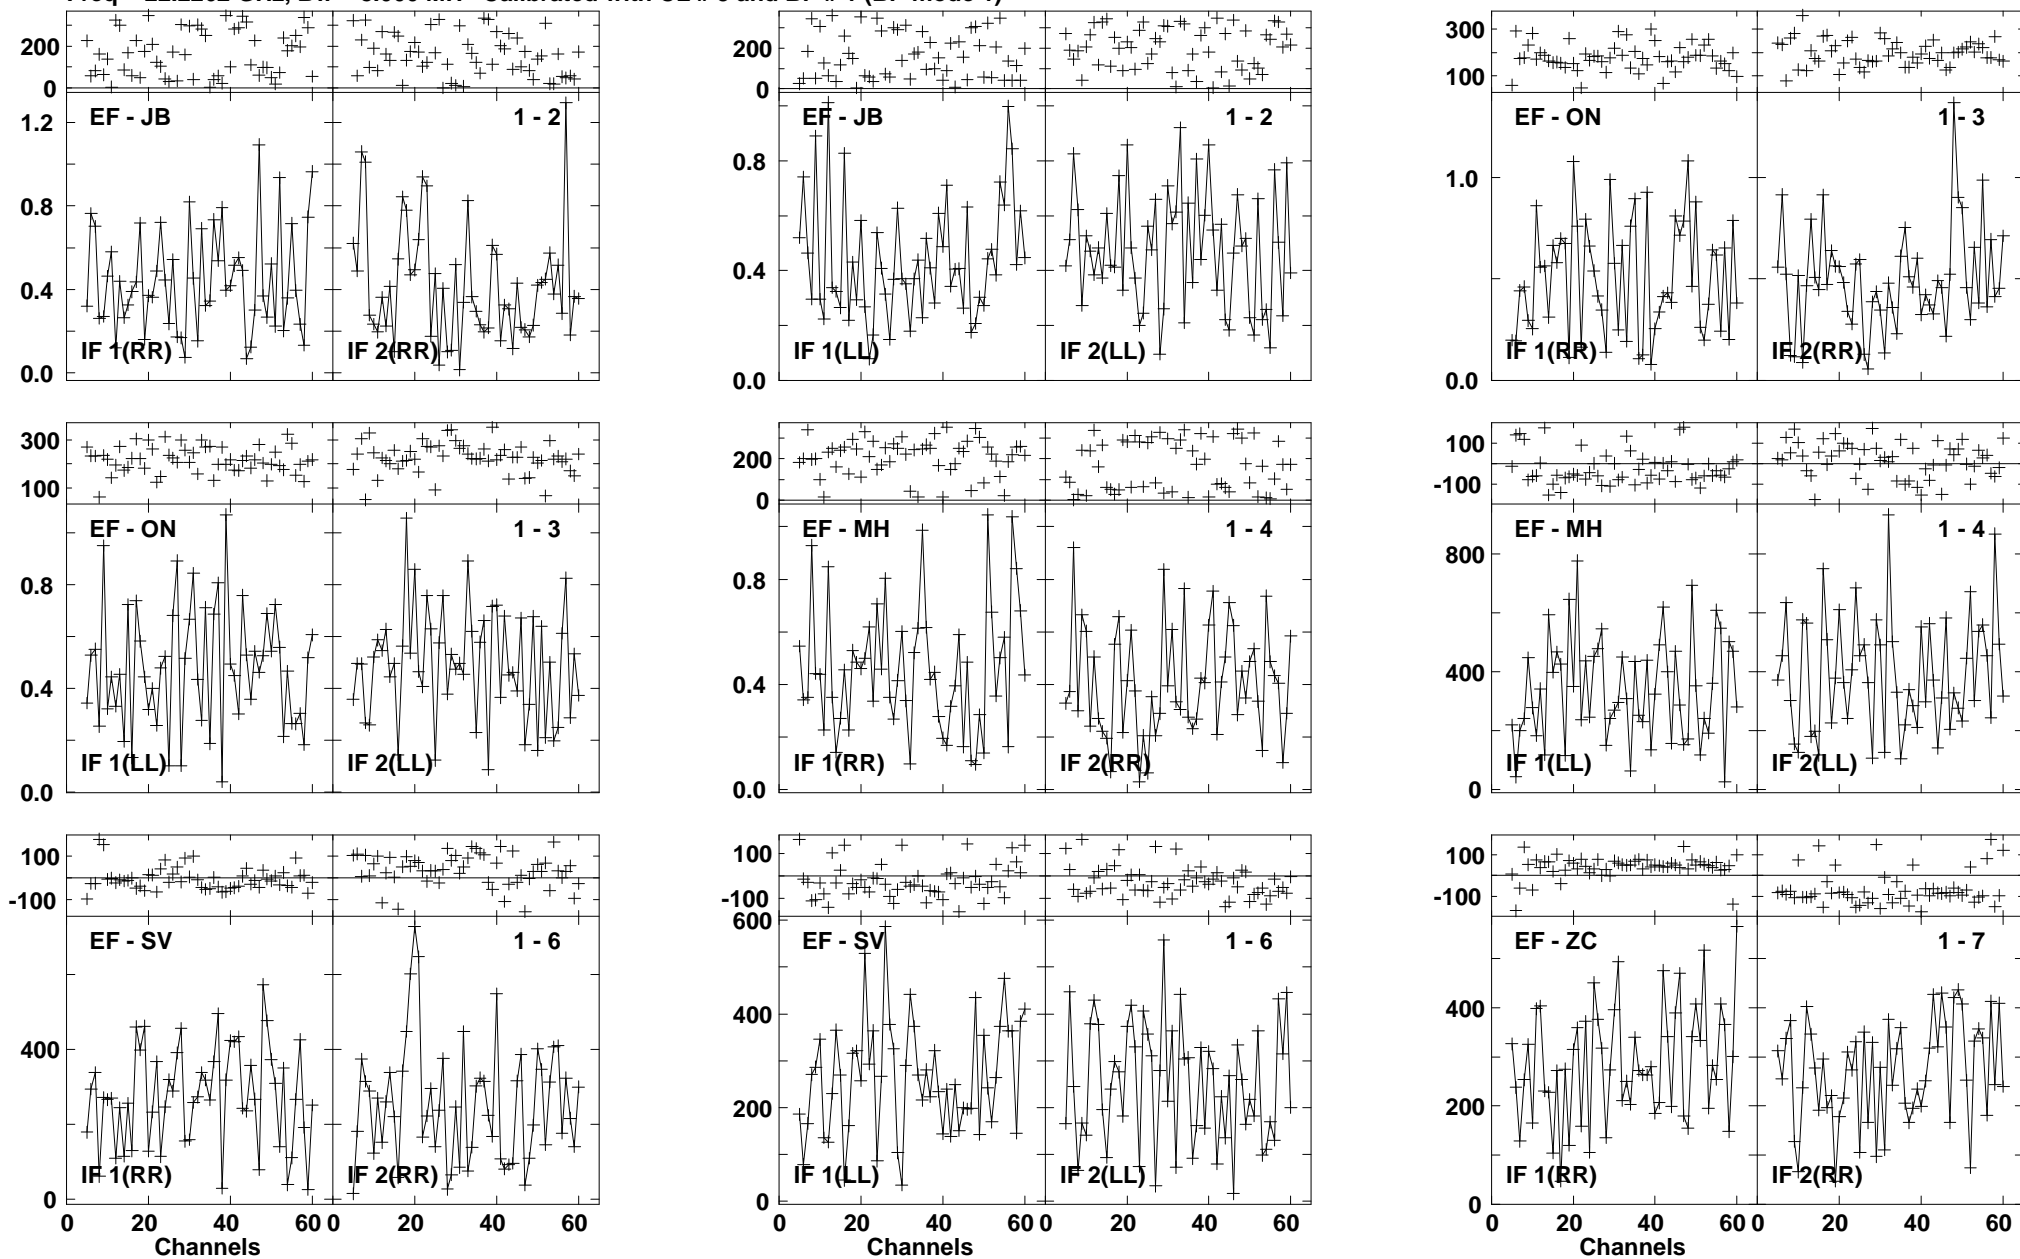 200
0
1.2
0.8
0.4
0.0
EF - JB
1 - 2
IF 1(RR)
IF 2(RR)
200
0
0.8
0.4
0.0
EF - JB
1 - 2
IF 1(LL)
IF 2(LL)
300
100
1.0
0.0
EF - ON
1 - 3
IF 1(RR)
IF 2(RR)
300
100
0.8
0.4
0.0
EF - ON
1 - 3
IF 1(LL)
IF 2(LL)
200
0
0.8
0.4
0.0
EF - MH
1 - 4
IF 1(RR)
IF 2(RR)
100
-100
800
400
0
EF - MH
1 - 4
IF 1(LL)
IF 2(LL)
100
-100
400
0
EF - SV
1 - 6
IF 1(RR)
IF 2(RR)
0 20 40 60 0 20 40 60
Channels
100
-100
600
400
200
0
EF - SV
1 - 6
IF 1(LL)
IF 2(LL)
0 20 40 60 0 20 40 60
Channels
100
-100
400
200
0
EF - ZC
1 - 7
IF 1(RR)
IF 2(RR)
0 20 40 60 0 20 40 60
Channels